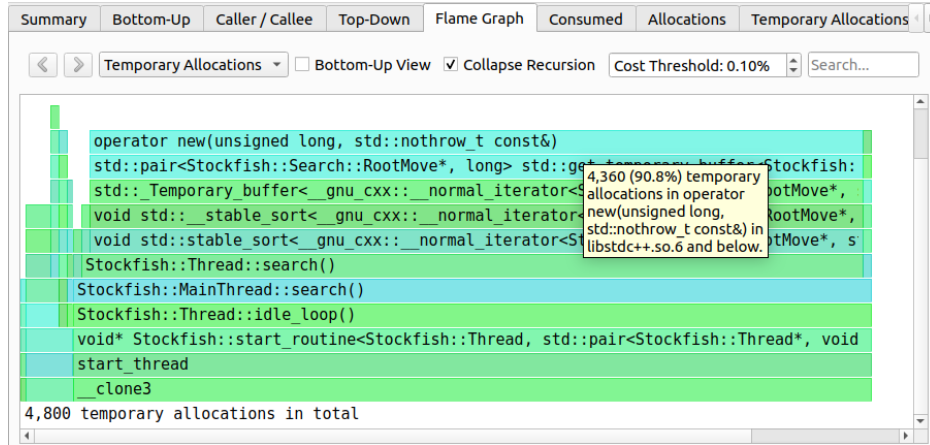 Summary Bottom-Up Caller / Callee Top-Down Flame Graph Consumed Allocations Temporary Allocations
Temporary Allocations Bottom-Up View Collapse Recursion Cost Threshold: 0.10% Search...
operator new(unsigned long, std::nothrow_t const&)
std::pair<Stockfish::Search::RootMove*, long> std::get_temporary_buffer<Stockfish:
std::_Temporary_buffer<__gnu_cxx::__normal_iterator<S otMove*,
void std::__stable_sort<__gnu_cxx::__normal_iterator< RootMove*,
void std::stable_sort<__gnu_cxx::__normal_iterator<St otMove*, s
4,360 (90.8%) temporary
allocations in operator
new(unsigned long,
std::nothrow_t const&) in
libstdc++.so.6 and below.
Stockfish::Thread::search()
Stockfish::MainThread::search()
Stockfish::Thread::idle_loop()
void* Stockfish::start_routine<Stockfish::Thread, std::pair<Stockfish::Thread*, void
start_thread
__clone3
4,800 temporary allocations in total